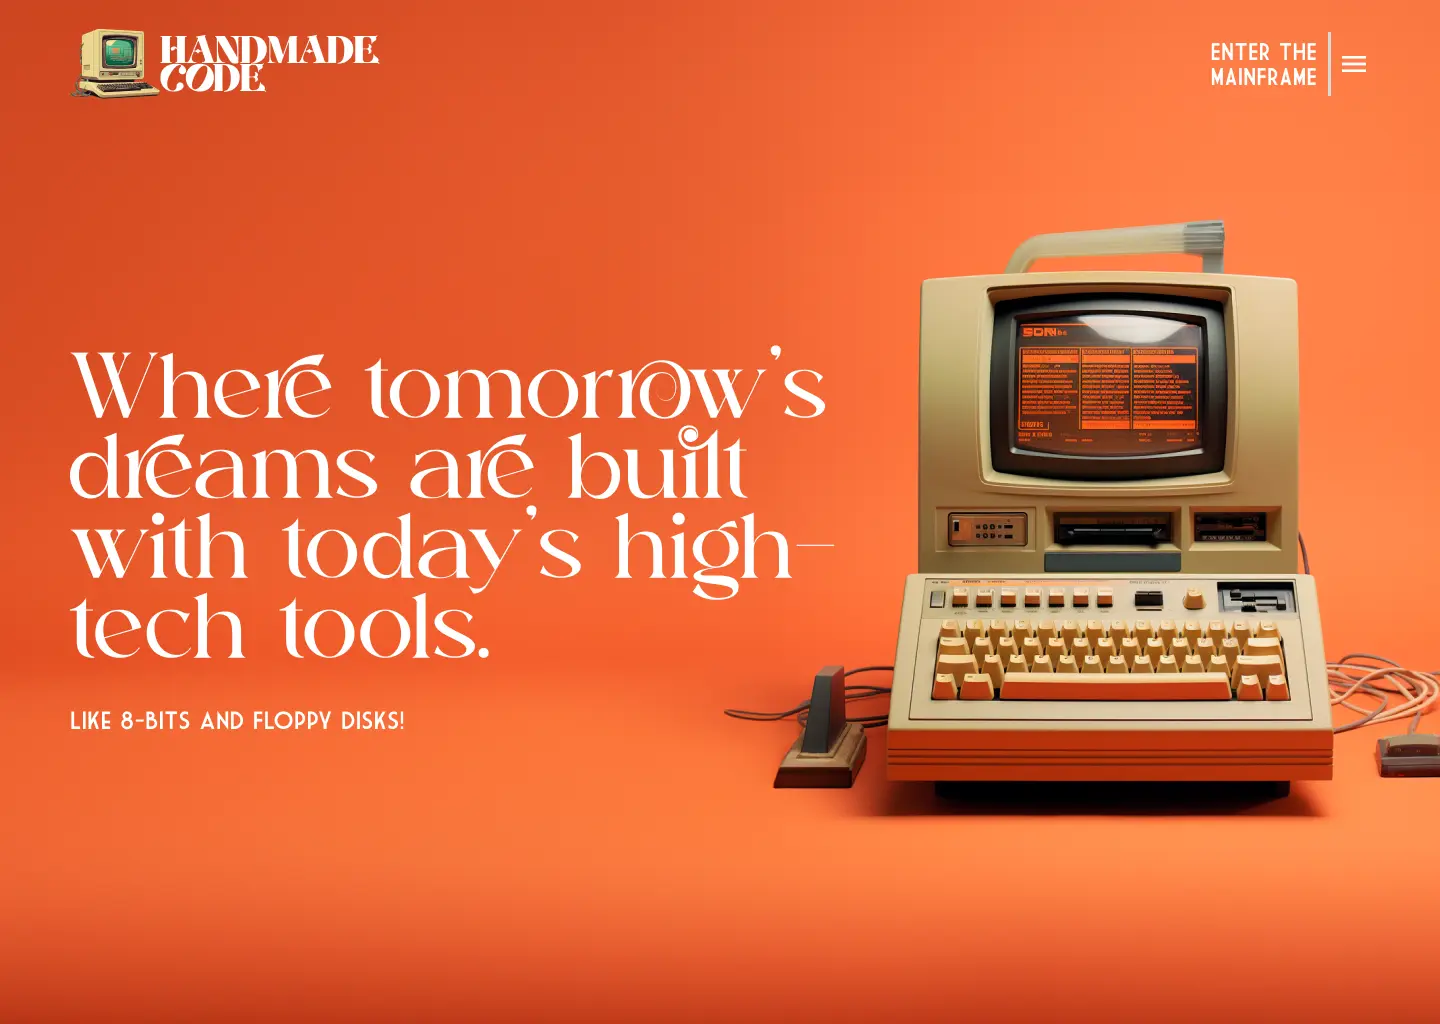 HANDMADE
CODE
ENTER THE
MAINFRAME
Where tomorrow's
dreams are built
with today's high-
tech tools.
LIKE 8-BITS AND FLOPPY DISKS!